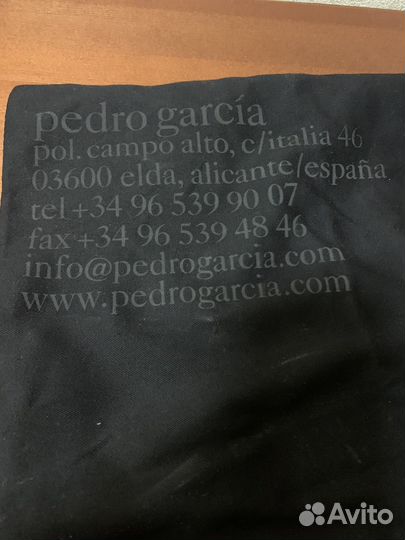 pedro garcía
pol. campo alto, c/italia 46
03600 elda, alicante/españa
tel +34 96 539 90 07
fax +34 96 539 48 46
info@pedrogarcia.com
www.pedrogarcia.com
Avito